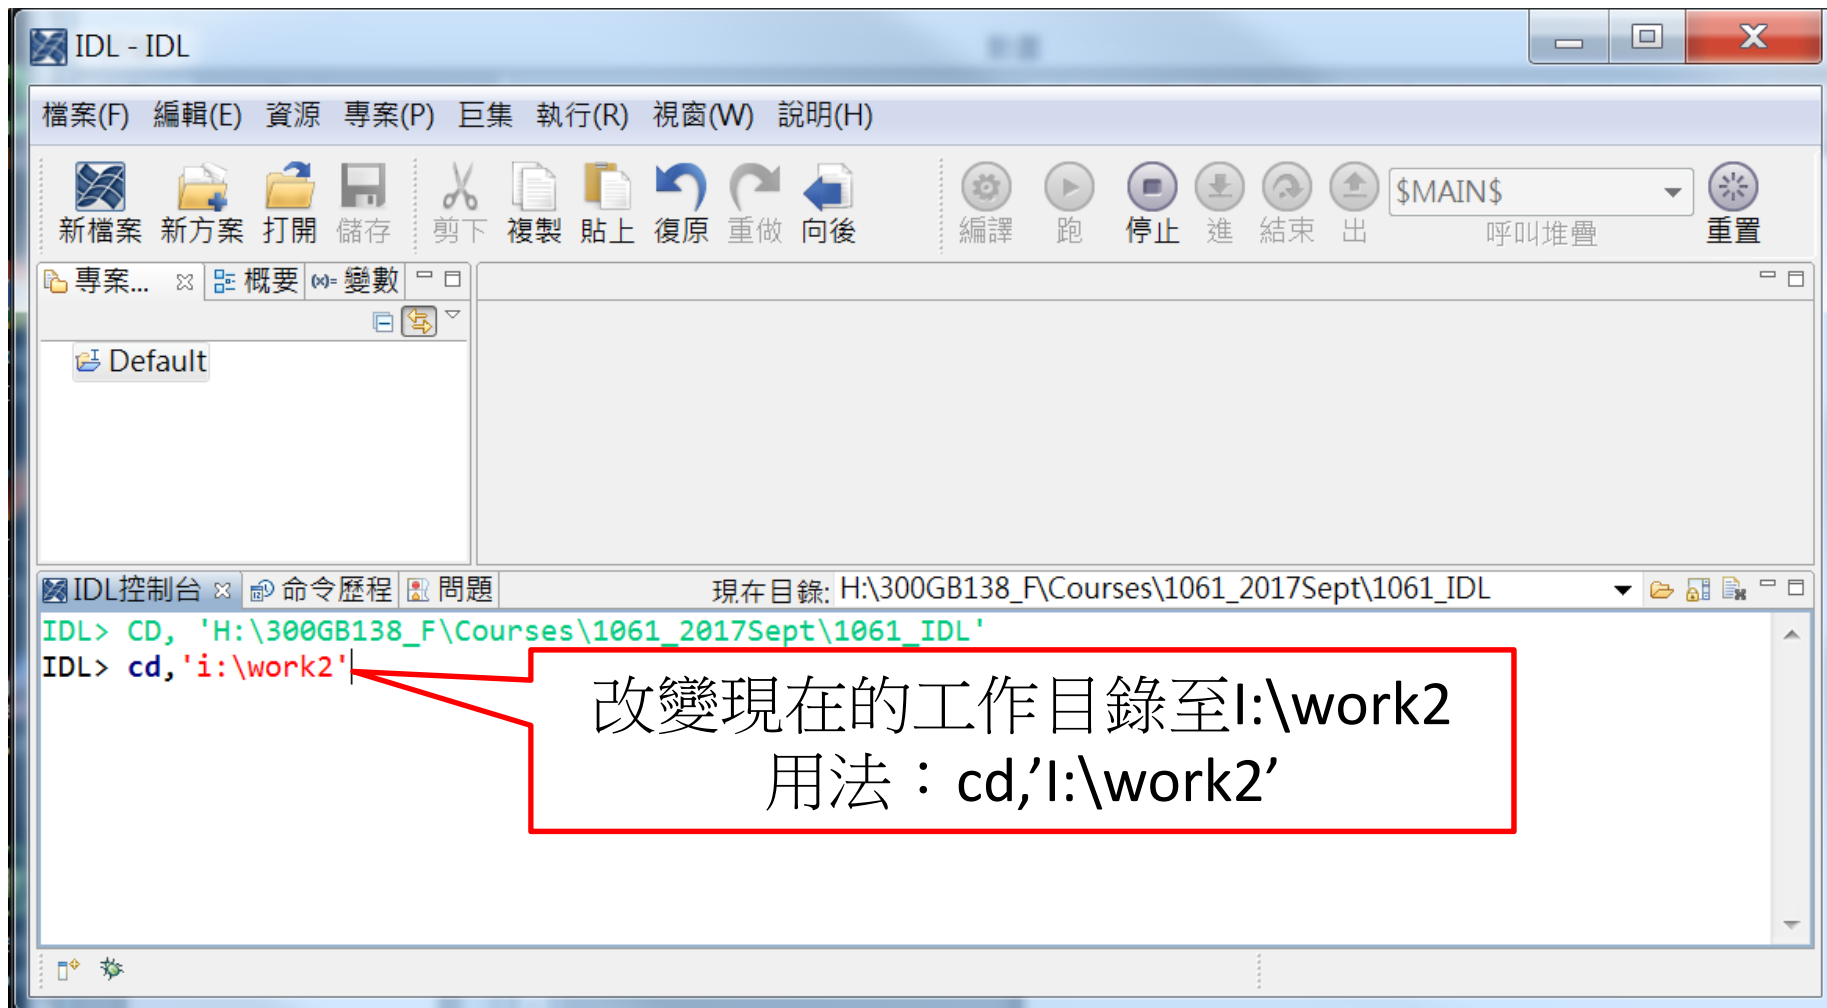 IDL - IDL
檔案(F) 編輯(E) 資源 專案(P) 巨集 執行(R) 視窗(W) 說明(H)
新檔案 新方案 打開 儲存 剪下 複製 貼上 復原 重做 向後 編譯 跑 停止 進 結束 出 $MAIN$ 呼叫堆疊 重置
專案... 概要 變數
Default
IDL控制台 命令歷程 問題 現在目錄: H:\300GB138_F\Courses\1061_2017Sept\1061_IDL
IDL> CD, 'H:\300GB138_F\Courses\1061_2017Sept\1061_IDL'
IDL> cd,'i:\work2'
改變現在的工作目錄至I:\work2
用法：cd,’I:\work2’